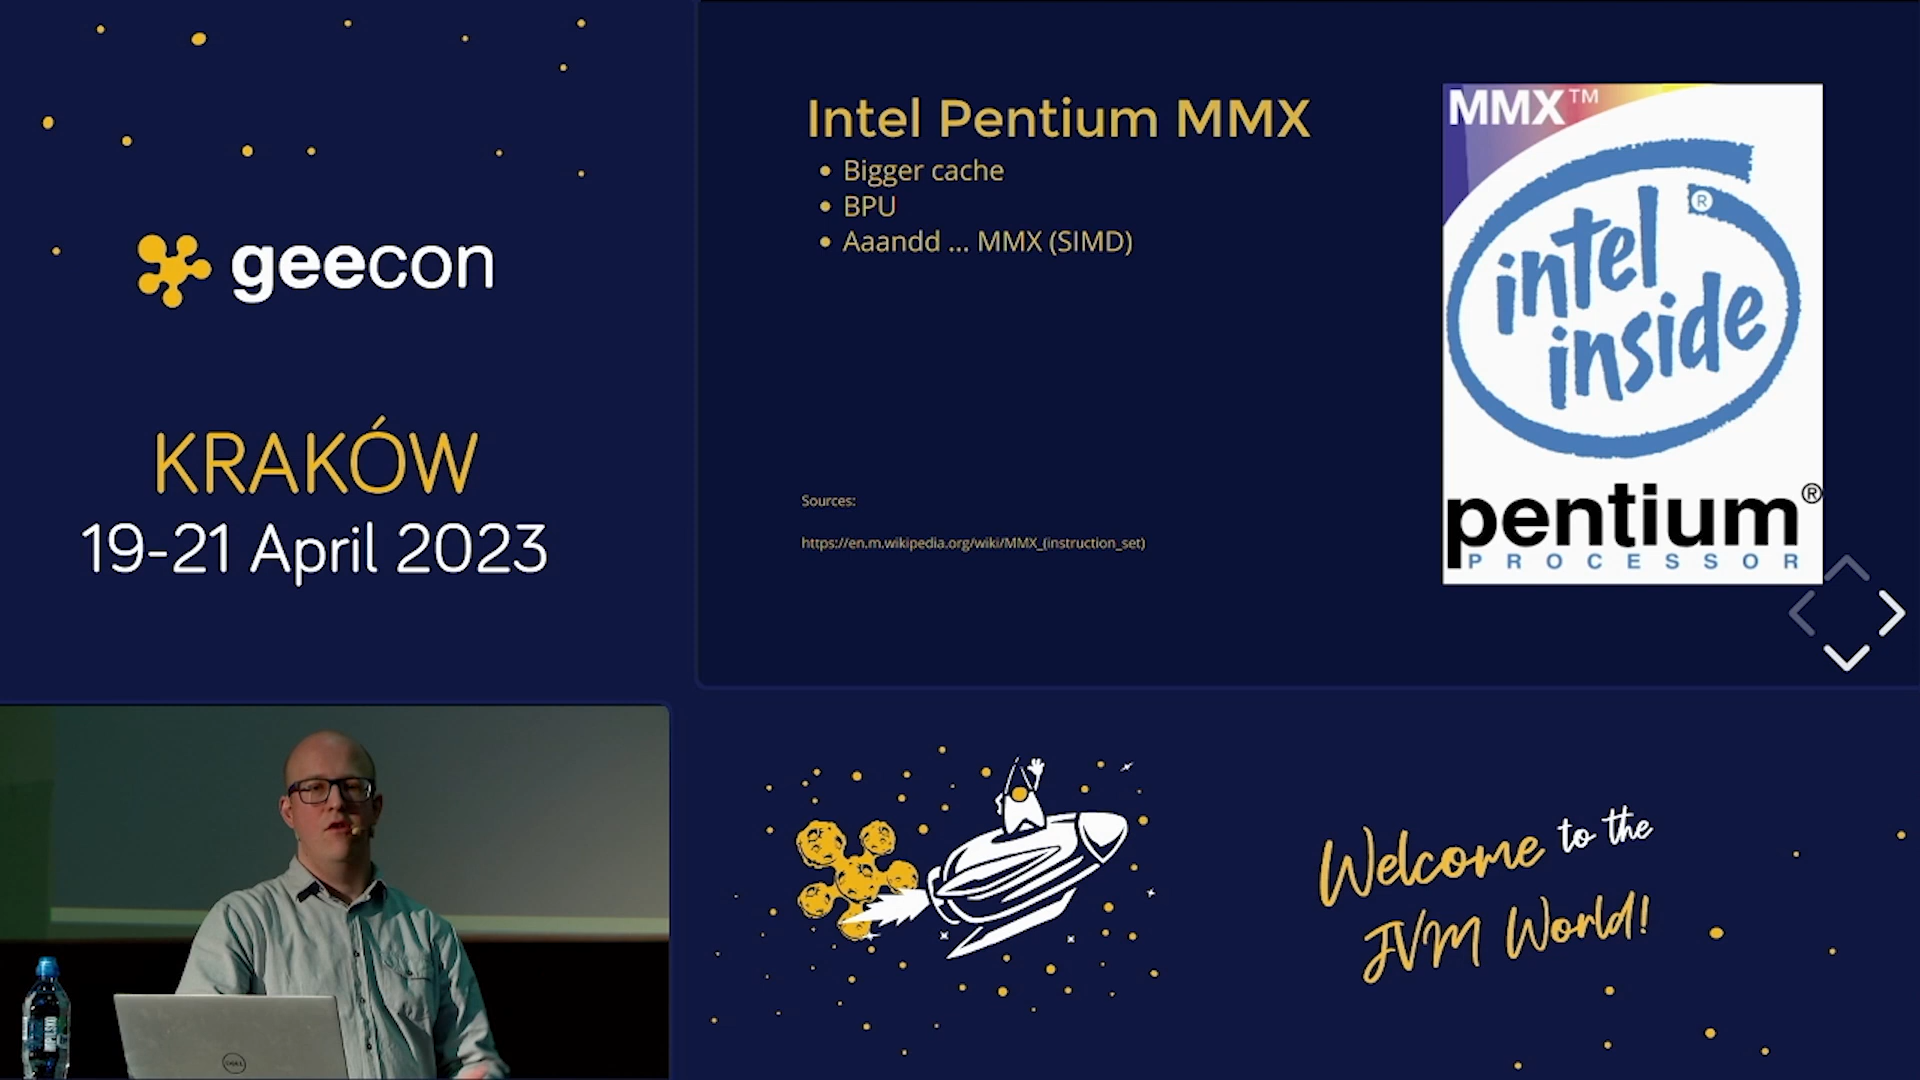 geecon
KRAKÓW
19-21 April 2023
Intel Pentium MMX
Bigger cache
BPU
Aaandd ... MMX (SIMD)
Sources:
https://en.m.wikipedia.org/wiki/MMX_(instruction_set)
MMX™
intel®
inside
pentium®
PROCESSOR
DELL
Welcome to the
JVM World!